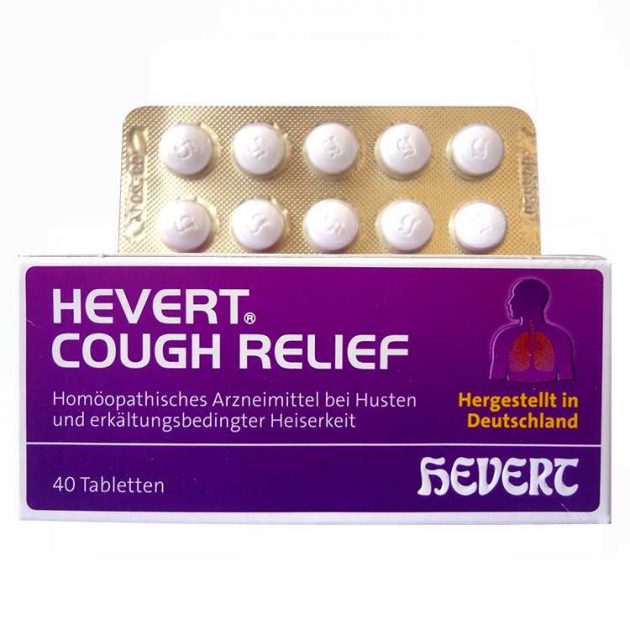 HEVERT®
COUGH RELIEF
Homöopathisches Arzneimittel bei Husten
und erkältungsbedingter Heiserkeit
Hergestellt in
Deutschland
40 Tabletten
HEVERT